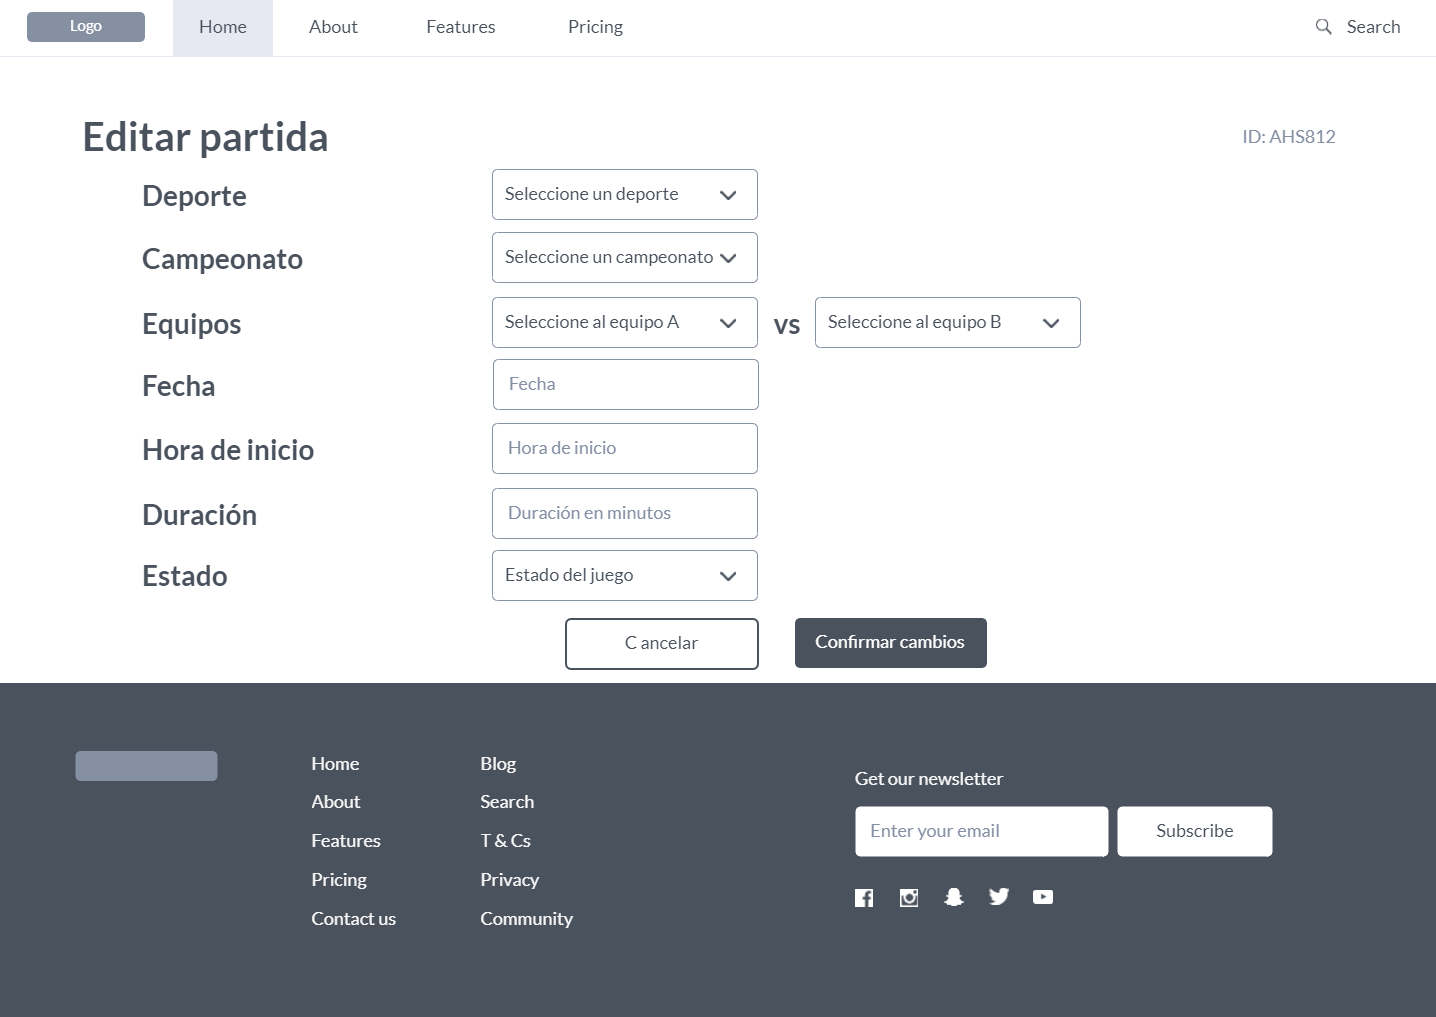 Logo
Home
About
Features
Pricing
Search
Editar partida
ID: AHS812
Deporte
Seleccione un deporte
Campeonato
Seleccione un campeonato
Equipos
Seleccione al equipo A
vs
Seleccione al equipo B
Fecha
Fecha
Hora de inicio
Hora de inicio
Duración
Duración en minutos
Estado
Estado del juego
C ancelar
Confirmar cambios
Home
About
Features
Pricing
Contact us
Blog
Search
T & Cs
Privacy
Community
Get our newsletter
Enter your email
Subscribe